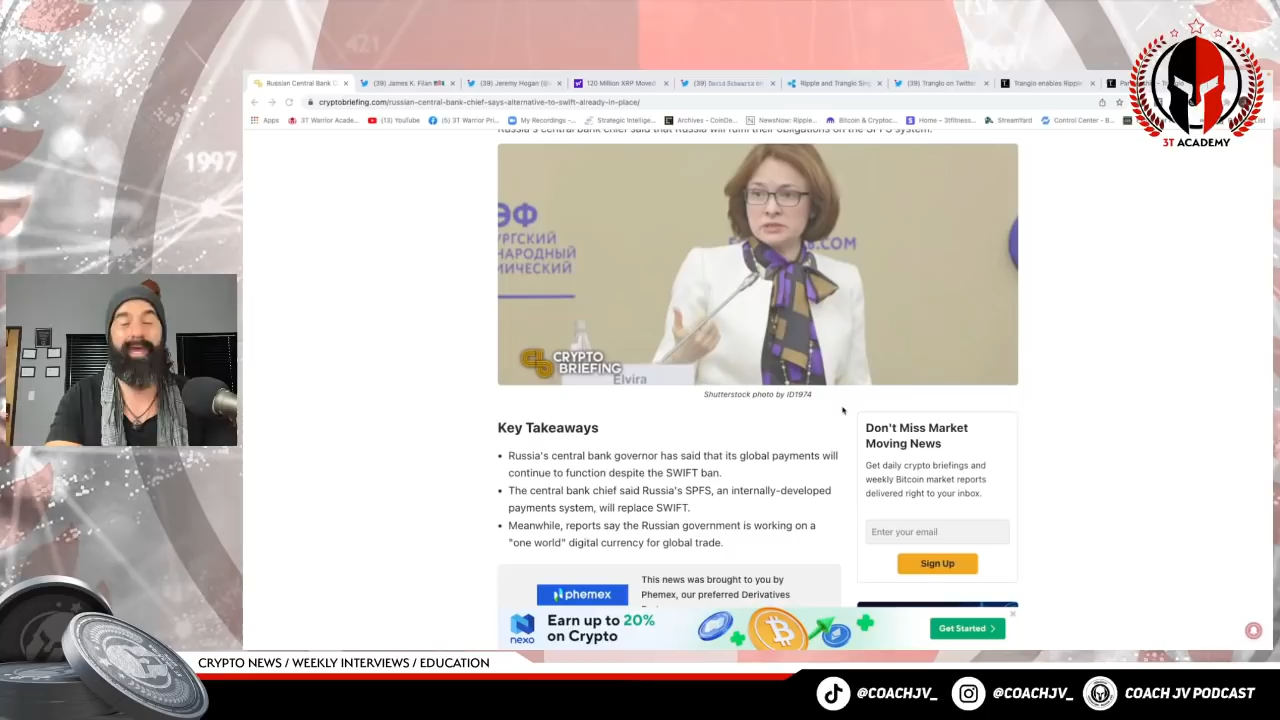 421
1997
3T ACADEMY
Russian Central Bank
(39) James K. Filan
(39) Jeremy Hogan
120 Million XRP Moved
Ripple and Tranglo
(39) Tranglo on Twitter
Tranglo enables Ripple
cryptobriefing.com/russian-central-bank-chief-says-alternative-to-swift-already-in-place/
Apps
3T Warrior Acade...
(13) YouTube
(5) 3T Warrior Pri...
My Recordings -...
Strategic Intellige...
Archives – CoinDe...
NewsNow: Ripple...
Bitcoin & Crypto...
Home – 3tfitness...
StreamYard
Control Center - B...
Russia's central bank chief said that Russia will fulfill their obligations on the SPFS system.
ЭФ
УРГСКИЙ
НАРОДНЫЙ
МИЧЕСКИЙ
.COM
CRYPTO
BRIEFING
Elvira
Shutterstock photo by ID1974
Key Takeaways
• Russia's central bank governor has said that its global payments will
continue to function despite the SWIFT ban.
• The central bank chief said Russia's SPFS, an internally-developed
payments system, will replace SWIFT.
• Meanwhile, reports say the Russian government is working on a
"one world" digital currency for global trade.
Don't Miss Market
Moving News
Get daily crypto briefings and
weekly Bitcoin market reports
delivered right to your inbox.
Enter your email
Sign Up
phemex
This news was brought to you by
Phemex, our preferred Derivatives
nexo
Earn up to 20%
on Crypto
Get Started >
CRYPTO NEWS / WEEKLY INTERVIEWS / EDUCATION
@COACHJV_
@COACHJV_
COACH JV PODCAST